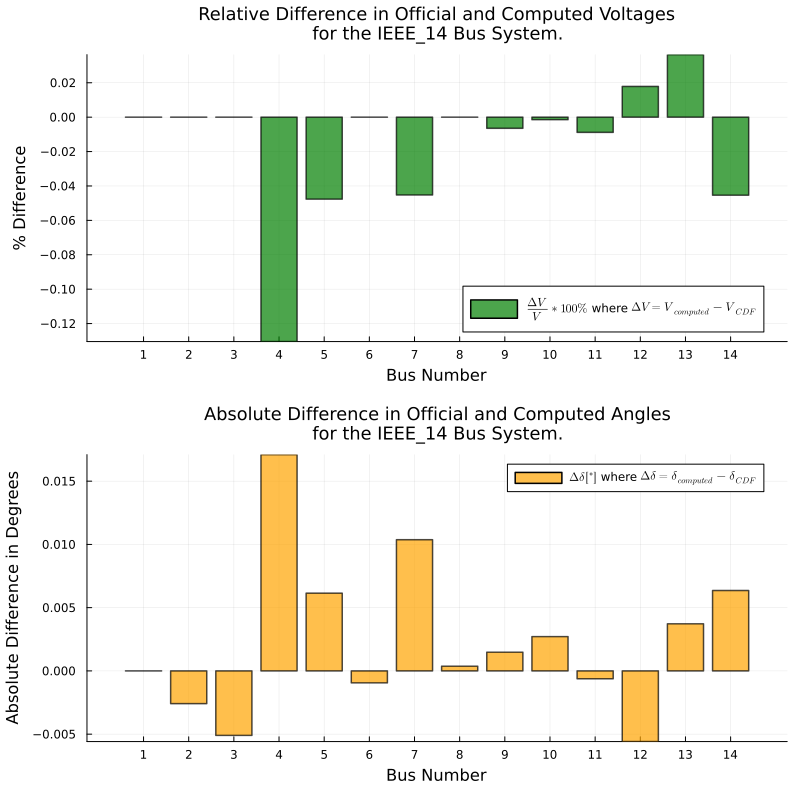 Relative Difference in Official and Computed Voltages
for the IEEE_14 Bus System.
% Difference
0.02
0.00
−0.02
−0.04
−0.06
−0.08
−0.10
−0.12
ΔV/V * 100% where ΔV = V_computed − V_CDF
1 2 3 4 5 6 7 8 9 10 11 12 13 14
Bus Number
Absolute Difference in Official and Computed Angles
for the IEEE_14 Bus System.
Absolute Difference in Degrees
0.015
0.010
0.005
0.000
−0.005
Δδ[°] where Δδ = δ_computed − δ_CDF
1 2 3 4 5 6 7 8 9 10 11 12 13 14
Bus Number